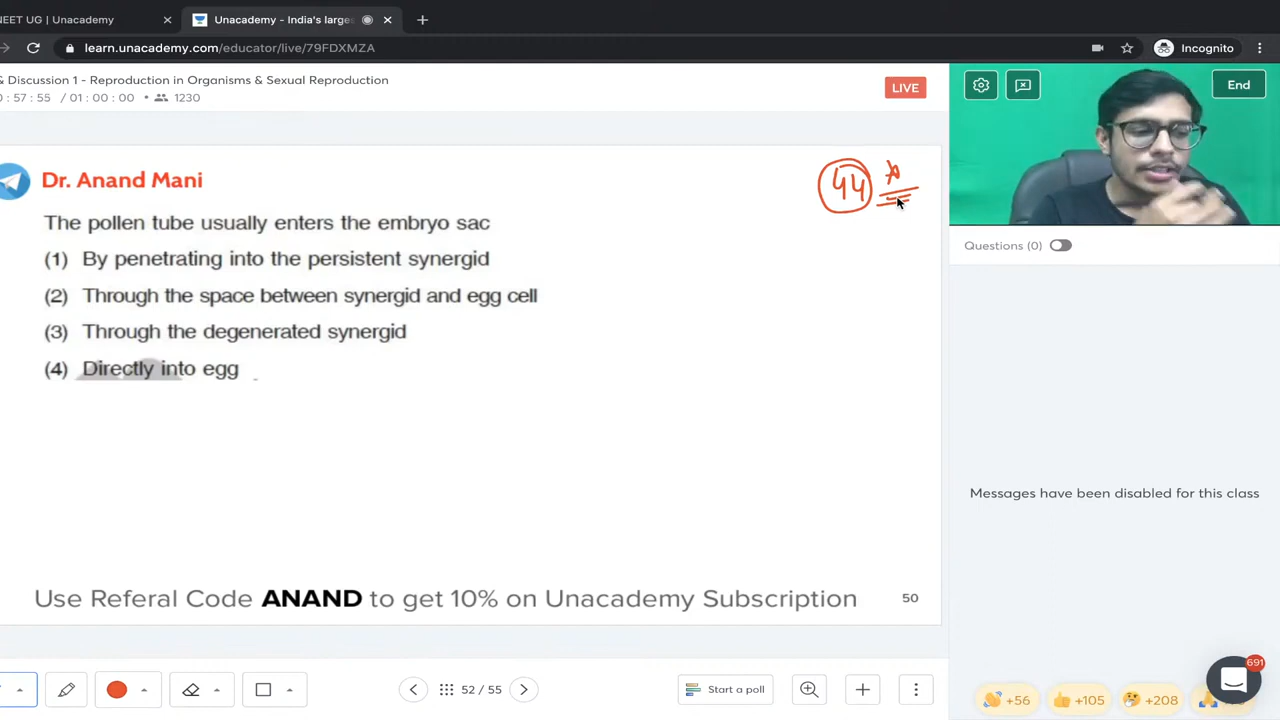 NEET UG | Unacademy
Unacademy - India's larges
learn.unacademy.com/educator/live/79FDXMZA
Incognito
& Discussion 1 - Reproduction in Organisms & Sexual Reproduction
0 : 57 : 55 / 01 : 00 : 00 • 1230
LIVE
End
Dr. Anand Mani
44
The pollen tube usually enters the embryo sac
(1) By penetrating into the persistent synergid
(2) Through the space between synergid and egg cell
(3) Through the degenerated synergid
(4) Directly into egg
Questions (0)
Messages have been disabled for this class
Use Referal Code ANAND to get 10% on Unacademy Subscription
50
52 / 55
Start a poll
691
+56
+105
+208